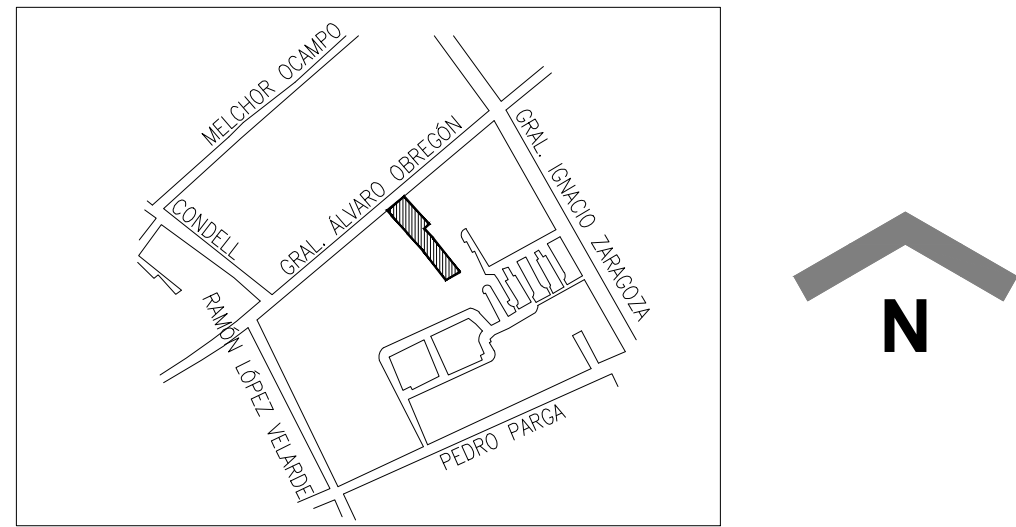 MELCHOR OCAMPO
CONDELL
GRAL. ÁLVARO OBREGÓN
GRAL. IGNACIO ZARAGOZA
RAMÓN LÓPEZ VELARDE
PEDRO PARGA
N